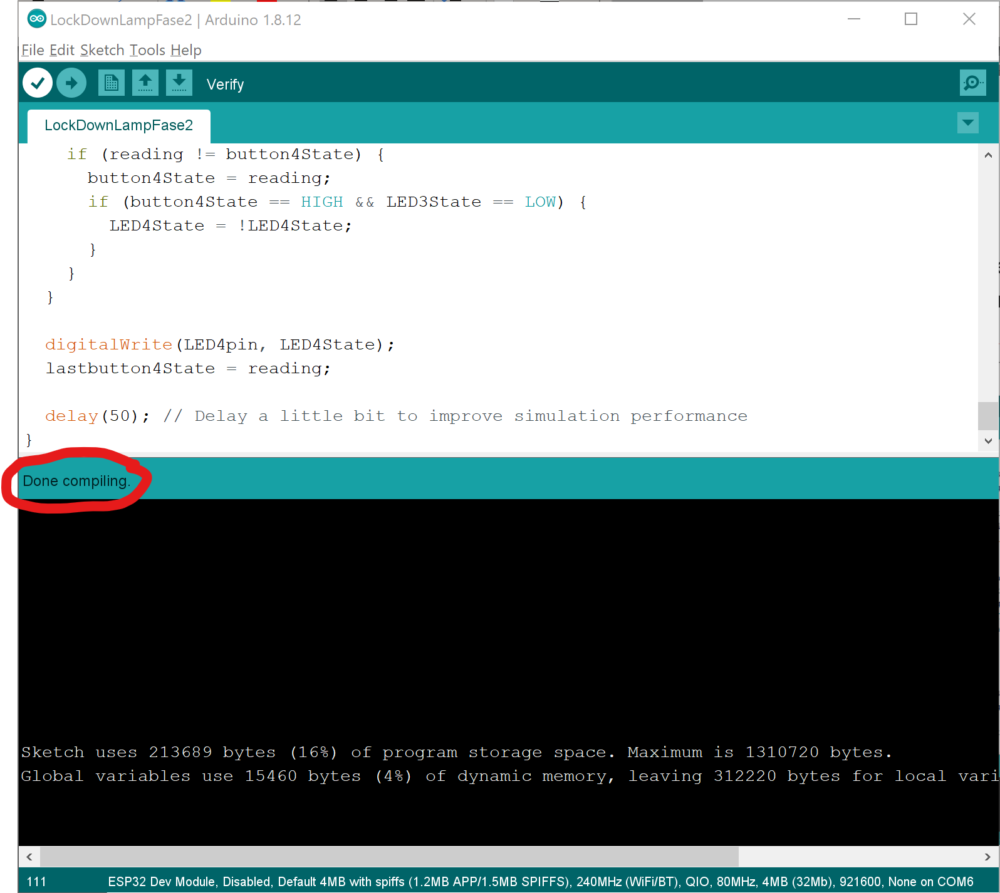 LockDownLampFase2 | Arduino 1.8.12
File Edit Sketch Tools Help
Verify
LockDownLampFase2
if (reading != button4State) {
button4State = reading;
if (button4State == HIGH && LED3State == LOW) {
LED4State = !LED4State;
}
}
}
digitalWrite(LED4pin, LED4State);
lastbutton4State = reading;
delay(50); // Delay a little bit to improve simulation performance
}
Done compiling.
Sketch uses 213689 bytes (16%) of program storage space. Maximum is 1310720 bytes.
Global variables use 15460 bytes (4%) of dynamic memory, leaving 312220 bytes for local vari
111 ESP32 Dev Module, Disabled, Default 4MB with spiffs (1.2MB APP/1.5MB SPIFFS), 240MHz (WiFi/BT), QIO, 80MHz, 4MB (32Mb), 921600, None on COM6